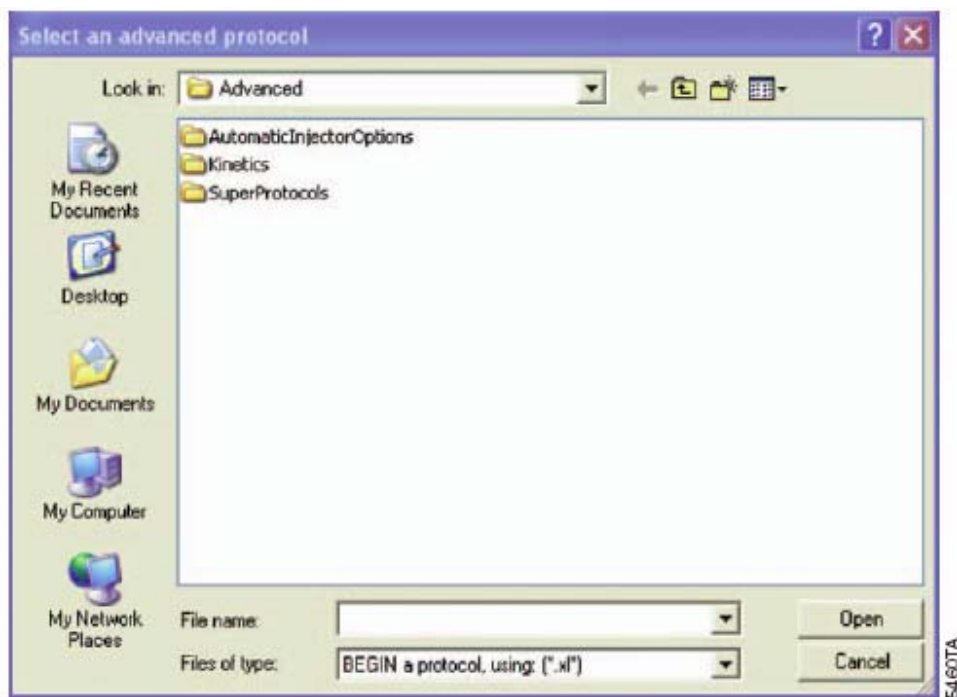 Select an advanced protocol
Look in: Advanced
AutomaticInjectorOptions
Kinetics
SuperProtocols
My Recent
Documents
Desktop
My Documents
My Computer
My Network
Places
File name:
Open
Files of type: BEGIN a protocol, using: (*.xl*)
Cancel
5460TA